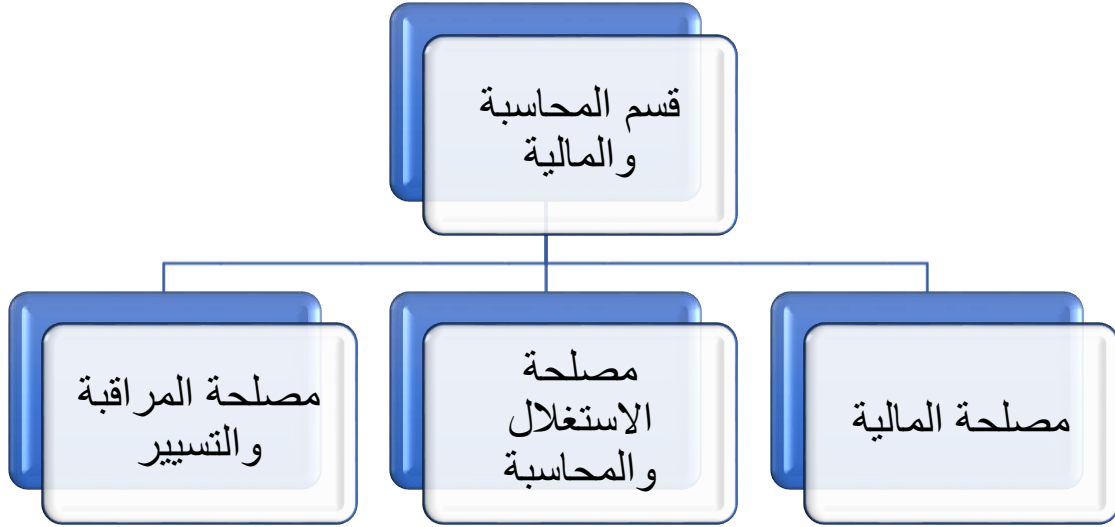 قسم المحاسبة
والمالية
مصلحة المالية
مصلحة
الاستغلال
والمحاسبة
مصلحة المراقبة
والتسيير